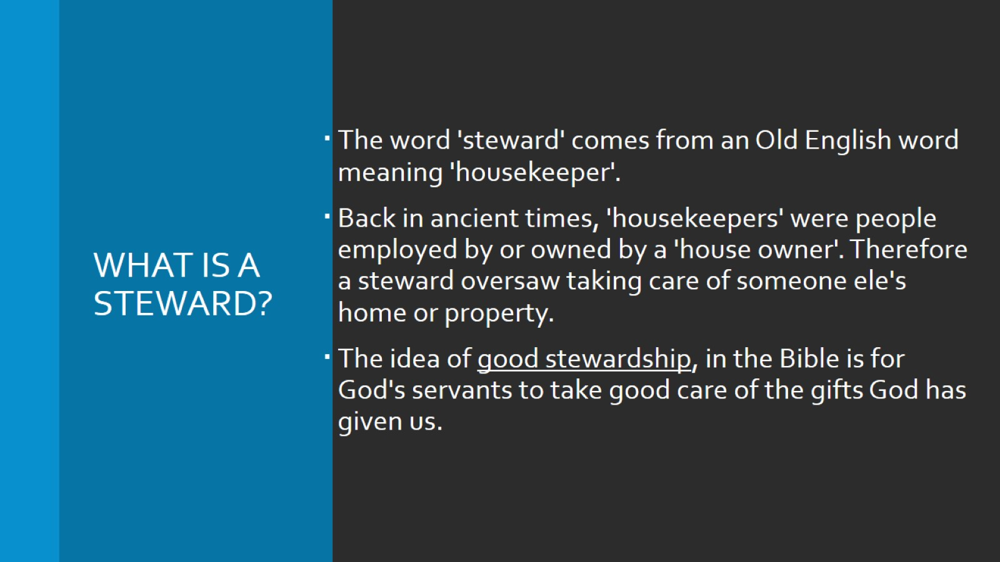 WHAT IS A
STEWARD?
▪ The word 'steward' comes from an Old English word
meaning 'housekeeper'.
▪ Back in ancient times, 'housekeepers' were people
employed by or owned by a 'house owner'. Therefore
a steward oversaw taking care of someone ele's
home or property.
▪ The idea of good stewardship, in the Bible is for
God's servants to take good care of the gifts God has
given us.